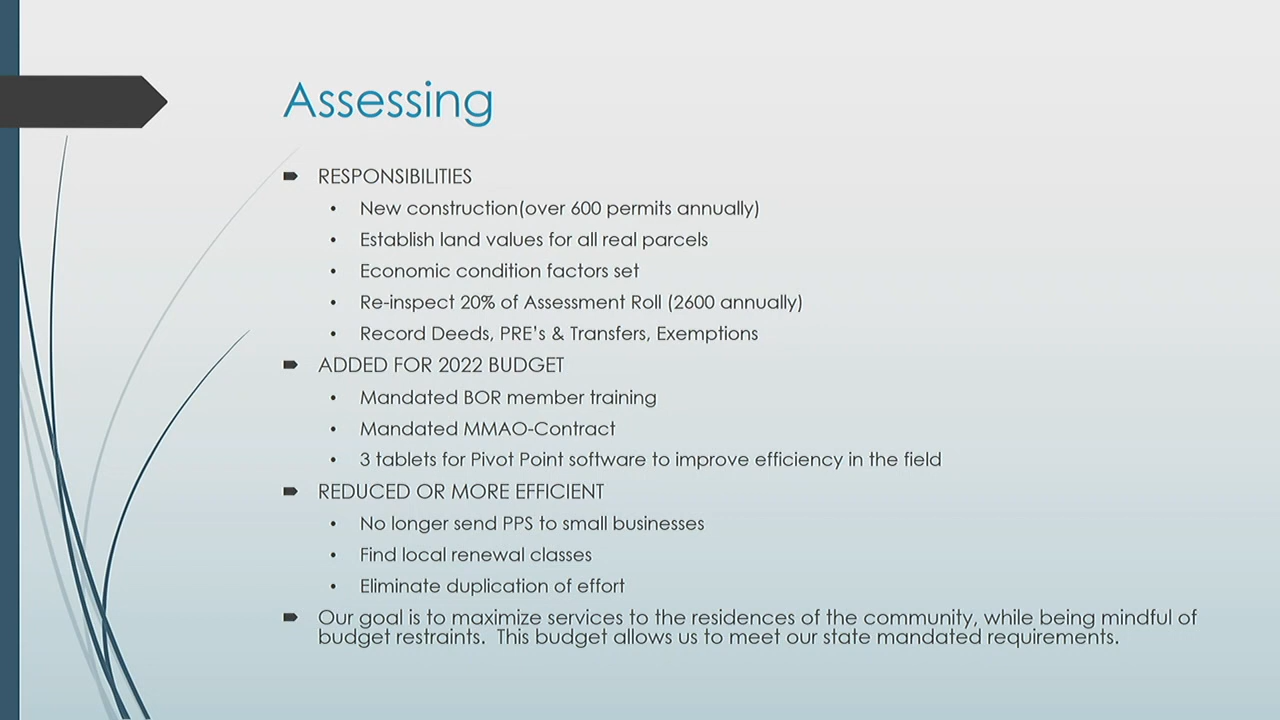 Assessing
RESPONSIBILITIES
• New construction(over 600 permits annually)
• Establish land values for all real parcels
• Economic condition factors set
• Re-inspect 20% of Assessment Roll (2600 annually)
• Record Deeds, PRE's & Transfers, Exemptions
ADDED FOR 2022 BUDGET
• Mandated BOR member training
• Mandated MMAO-Contract
• 3 tablets for Pivot Point software to improve efficiency in the field
REDUCED OR MORE EFFICIENT
• No longer send PPS to small businesses
• Find local renewal classes
• Eliminate duplication of effort
Our goal is to maximize services to the residences of the community, while being mindful of
budget restraints.  This budget allows us to meet our state mandated requirements.